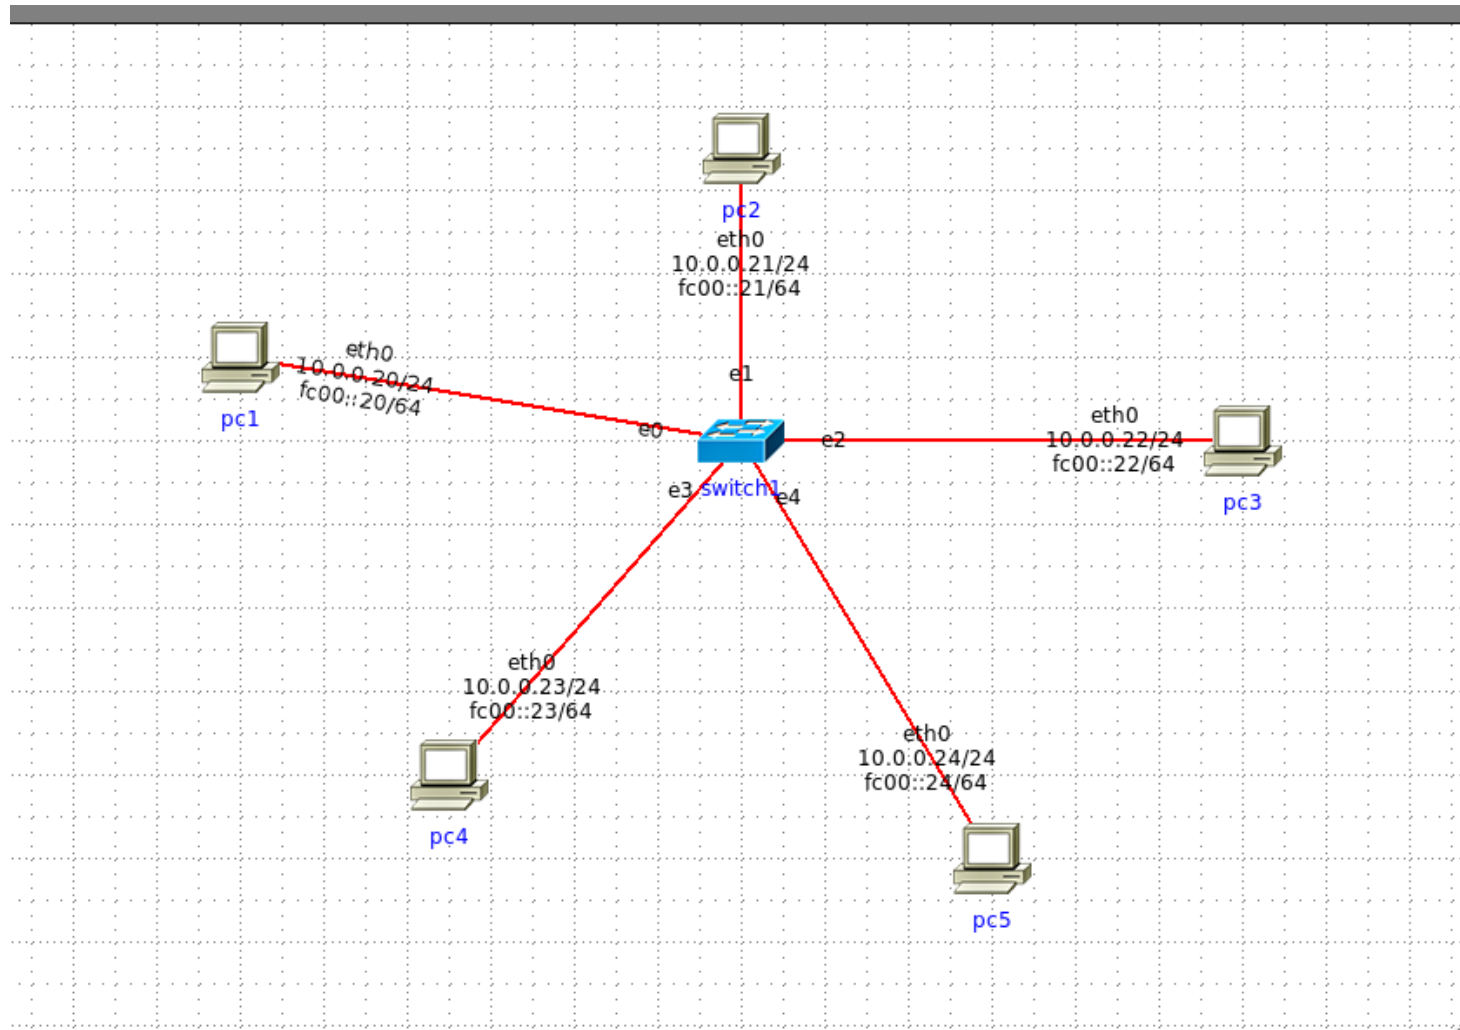 pc2
eth0
10.0.0.21/24
fc00::21/64
e1
eth0
10.0.0.20/24
fc00::20/64
pc1
e0
e2
eth0
10.0.0.22/24
fc00::22/64
pc3
e3
switch1
e4
eth0
10.0.0.23/24
fc00::23/64
pc4
eth0
10.0.0.24/24
fc00::24/64
pc5